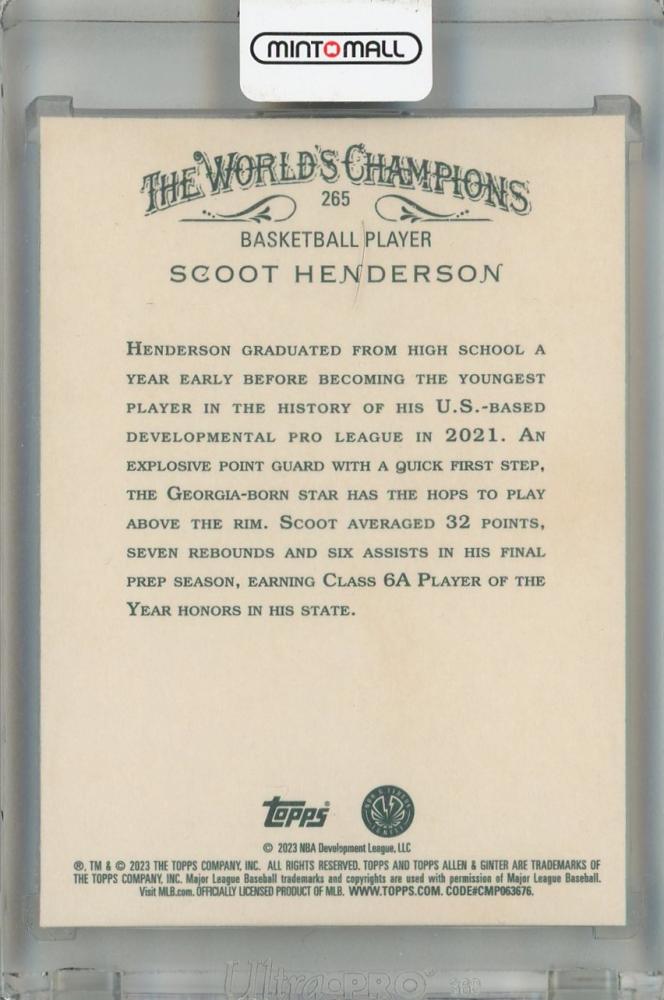 MINTMALL
THE WORLD'S CHAMPIONS
265
BASKETBALL PLAYER
SCOOT HENDERSON
HENDERSON GRADUATED FROM HIGH SCHOOL A
YEAR EARLY BEFORE BECOMING THE YOUNGEST
PLAYER IN THE HISTORY OF HIS U.S.-BASED
DEVELOPMENTAL PRO LEAGUE IN 2021. AN
EXPLOSIVE POINT GUARD WITH A QUICK FIRST STEP,
THE GEORGIA-BORN STAR HAS THE HOPS TO PLAY
ABOVE THE RIM. SCOOT AVERAGED 32 POINTS,
SEVEN REBOUNDS AND SIX ASSISTS IN HIS FINAL
PREP SEASON, EARNING CLASS 6A PLAYER OF THE
YEAR HONORS IN HIS STATE.
topps®
NBA G LEAGUE
IGNITE
© 2023 NBA Development League, LLC
®, TM & © 2023 THE TOPPS COMPANY, INC. ALL RIGHTS RESERVED. TOPPS AND TOPPS ALLEN & GINTER ARE TRADEMARKS OF
THE TOPPS COMPANY, INC. Major League Baseball trademarks and copyrights are used with permission of Major League Baseball.
Visit MLB.com. OFFICIALLY LICENSED PRODUCT OF MLB. WWW.TOPPS.COM. CODE#CMP063676.
Ultra·PRO®